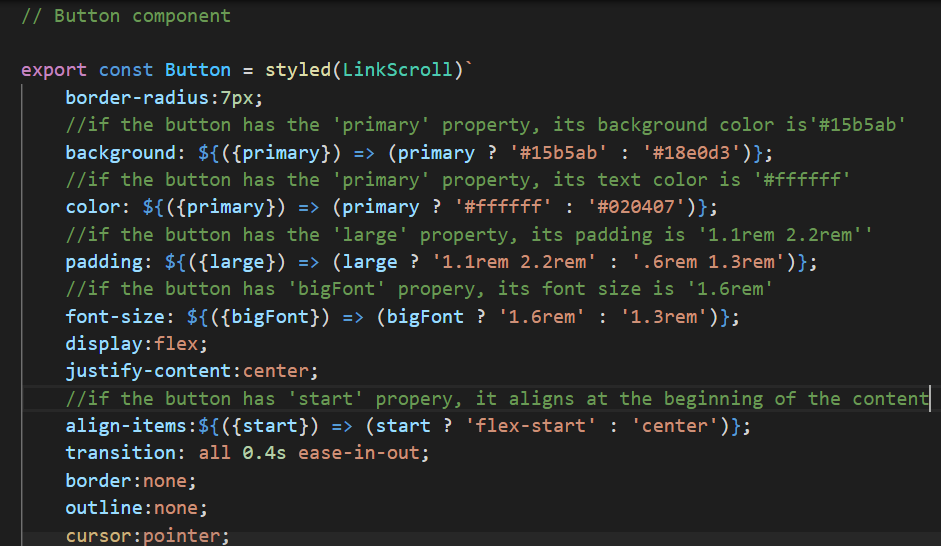 // Button component
export const Button = styled(LinkScroll)`
border-radius:7px;
//if the button has the 'primary' property, its background color is'#15b5ab'
background: ${({primary}) => (primary ? '#15b5ab' : '#18e0d3')};
//if the button has the 'primary' property, its text color is '#ffffff'
color: ${({primary}) => (primary ? '#ffffff' : '#020407')};
//if the button has the 'large' property, its padding is '1.1rem 2.2rem''
padding: ${({large}) => (large ? '1.1rem 2.2rem' : '.6rem 1.3rem')};
//if the button has 'bigFont' propery, its font size is '1.6rem'
font-size: ${({bigFont}) => (bigFont ? '1.6rem' : '1.3rem')};
display:flex;
justify-content:center;
//if the button has 'start' propery, it aligns at the beginning of the content
align-items:${({start}) => (start ? 'flex-start' : 'center')};
transition: all 0.4s ease-in-out;
border:none;
outline:none;
cursor:pointer;